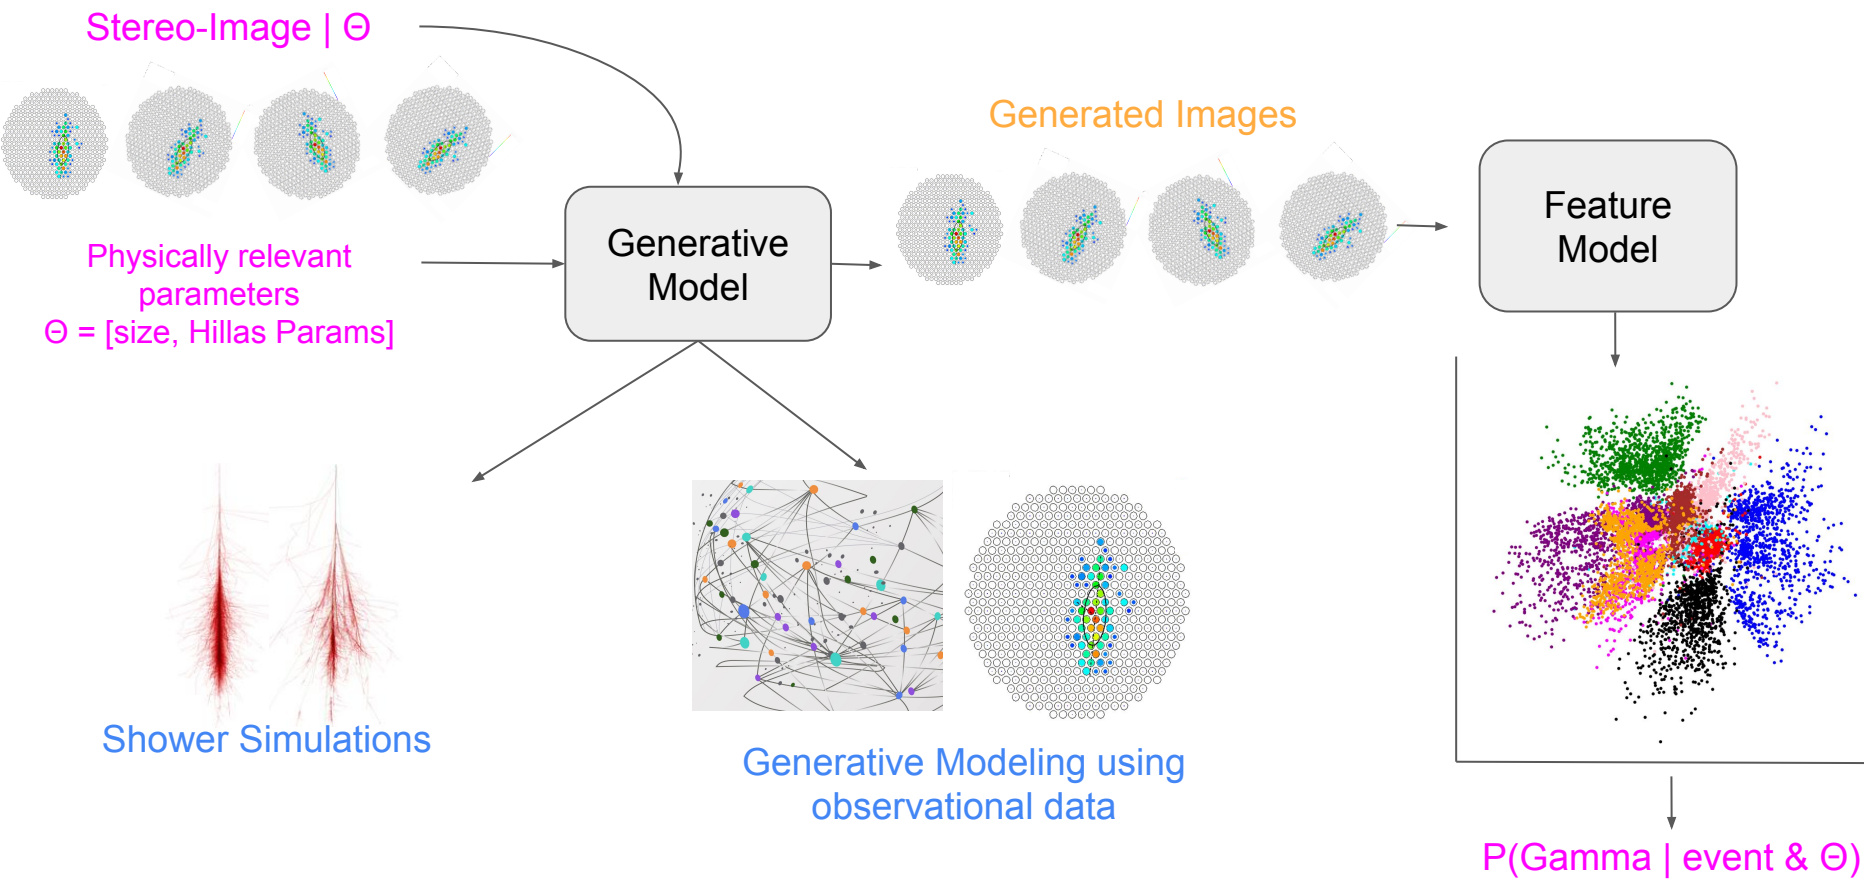 Stereo-Image | Θ
Physically relevant
parameters
Θ = [size, Hillas Params]
Generative
Model
Generated Images
Feature
Model
Shower Simulations
Generative Modeling using
observational data
P(Gamma | event & Θ)